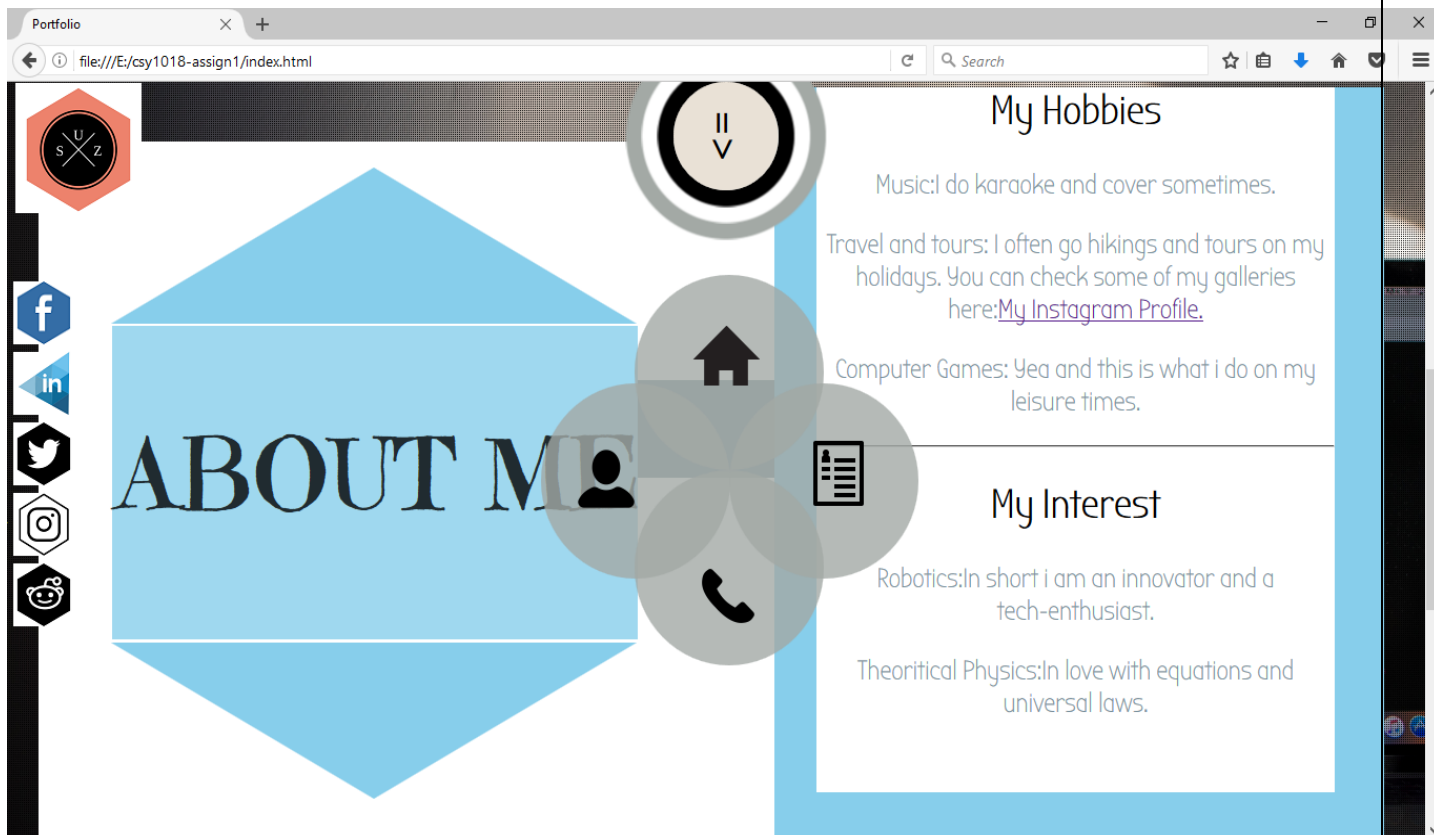 Portfolio
file:///E:/csy1018-assign1/index.html
Search
U
S Z
II
V
My Hobbies
Music:I do karaoke and cover sometimes.
Travel and tours: I often go hikings and tours on my
holidays. You can check some of my galleries
here:My Instagram Profile.
Computer Games: Yea and this is what i do on my
leisure times.
f
in
ABOUT ME
My Interest
Robotics:In short i am an innovator and a
tech-enthusiast.
Theoritical Physics:In love with equations and
universal laws.